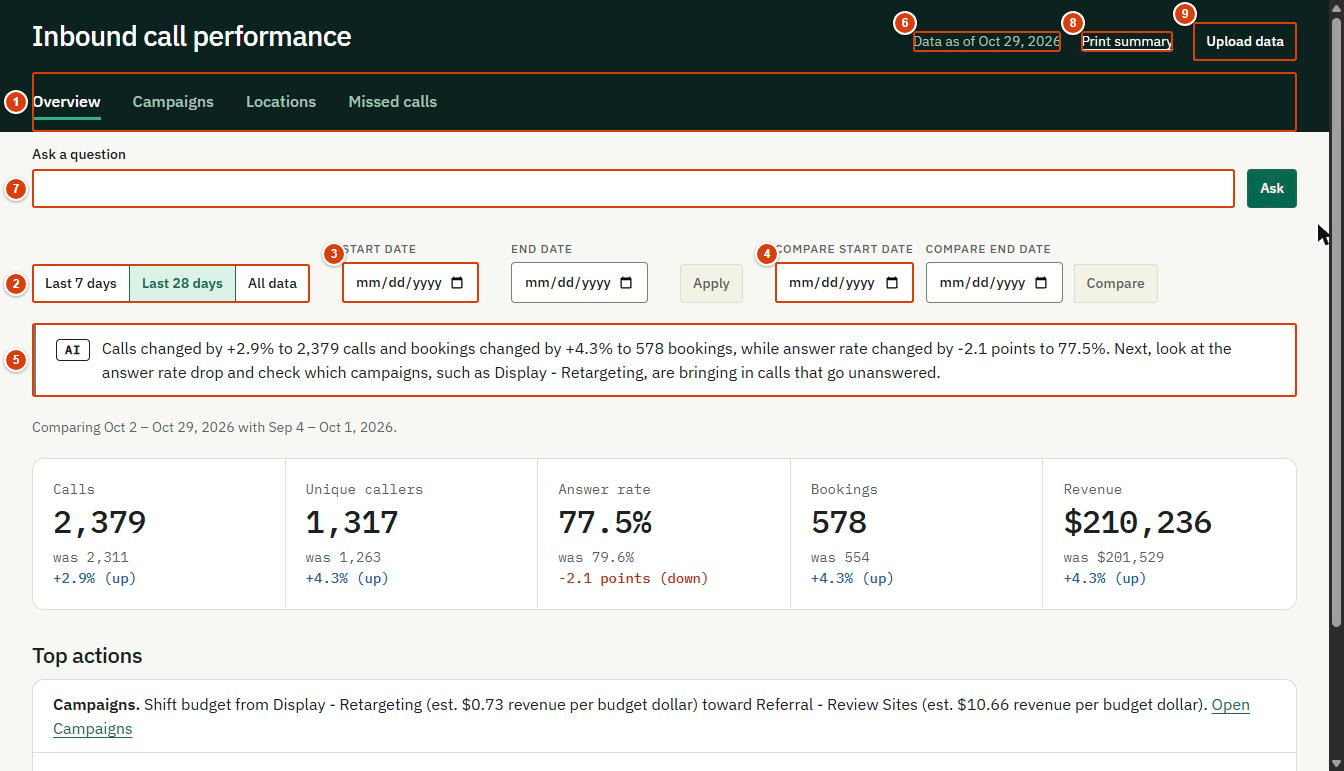 Inbound call performance
6
8
9
Data as of Oct 29, 2026
Print summary
Upload data
1
Overview
Campaigns
Locations
Missed calls
Ask a question
7
Ask
3
START DATE
END DATE
4
COMPARE START DATE
COMPARE END DATE
2
Last 7 days
Last 28 days
All data
mm/dd/yyyy
mm/dd/yyyy
Apply
mm/dd/yyyy
mm/dd/yyyy
Compare
5
AI
Calls changed by +2.9% to 2,379 calls and bookings changed by +4.3% to 578 bookings, while answer rate changed by -2.1 points to 77.5%. Next, look at the
answer rate drop and check which campaigns, such as Display - Retargeting, are bringing in calls that go unanswered.
Comparing Oct 2 – Oct 29, 2026 with Sep 4 – Oct 1, 2026.
Calls
2,379
was 2,311
+2.9% (up)
Unique callers
1,317
was 1,263
+4.3% (up)
Answer rate
77.5%
was 79.6%
-2.1 points (down)
Bookings
578
was 554
+4.3% (up)
Revenue
$210,236
was $201,529
+4.3% (up)
Top actions
Campaigns. Shift budget from Display - Retargeting (est. $0.73 revenue per budget dollar) toward Referral - Review Sites (est. $10.66 revenue per budget dollar). Open
Campaigns